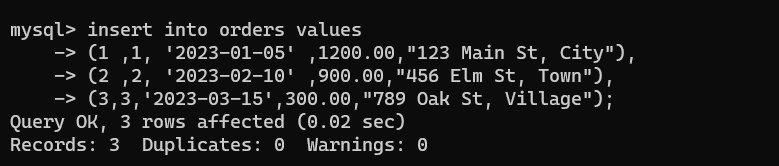 mysql> insert into orders values
    -> (1 ,1, '2023-01-05' ,1200.00,"123 Main St, City"),
    -> (2 ,2, '2023-02-10' ,900.00,"456 Elm St, Town"),
    -> (3,3,'2023-03-15',300.00,"789 Oak St, Village");
Query OK, 3 rows affected (0.02 sec)
Records: 3  Duplicates: 0  Warnings: 0